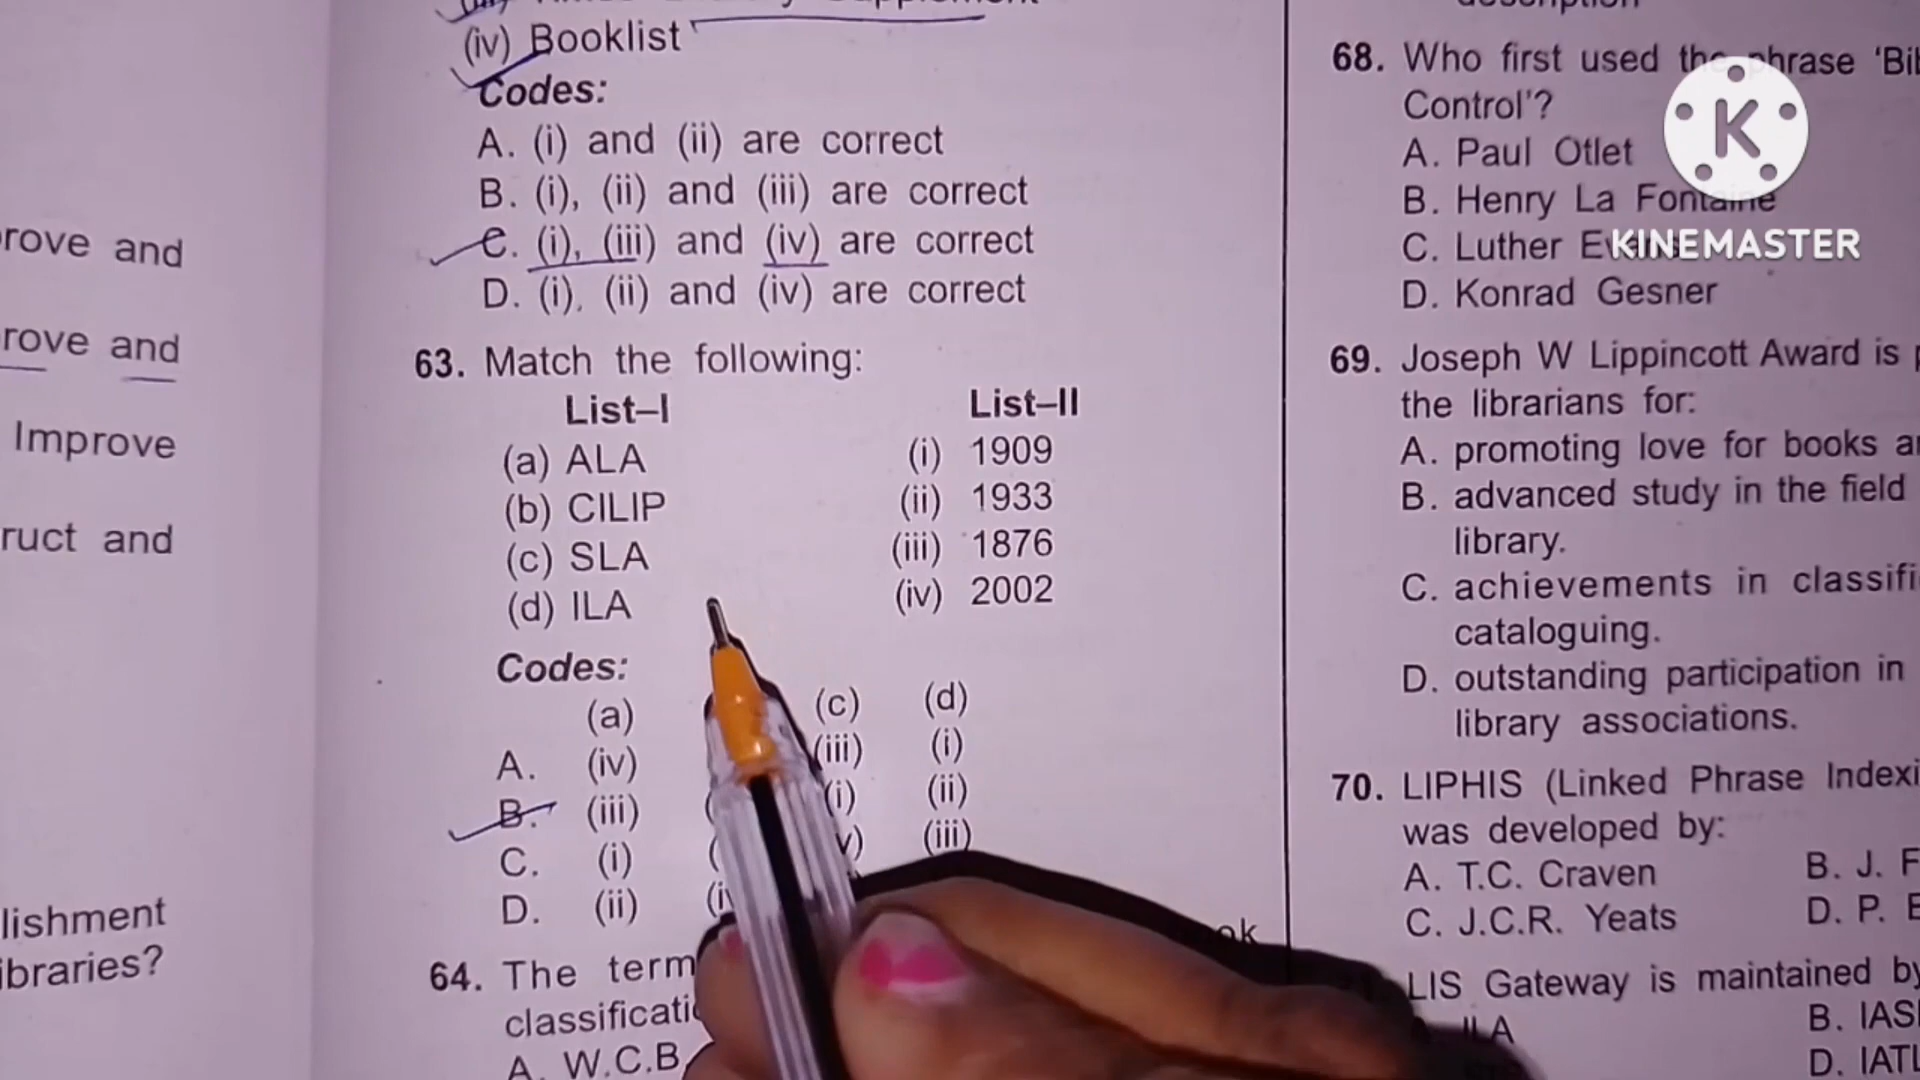 (iv) Booklist
Codes:
A. (i) and (ii) are correct
B. (i), (ii) and (iii) are correct
C. (i), (iii) and (iv) are correct
D. (i), (ii) and (iv) are correct
63. Match the following:
List–I List–II
(a) ALA (i) 1909
(b) CILIP (ii) 1933
(c) SLA (iii) 1876
(d) ILA (iv) 2002
Codes:
(a) (c) (d)
A. (iv) (iii) (i)
B. (iii) (i) (ii)
C. (i) (iii)
D. (ii)
64. The term
A. W.C.B
rove and
rove and
Improve
ruct and
68. Who first used the phrase
Control'?
A. Paul Otlet
B. Henry La Fontaine
C. Luther
D. Konrad Gesner
69. Joseph W Lippincott Award is
the librarians for:
A. promoting love for books
B. advanced study in the field
library.
C. achievements in
cataloguing.
D. outstanding participation in
library associations.
70. LIPHIS (Linked Phrase
was developed by:
A. T.C. Craven B. J.
C. J.C.R. Yeats D. P.
LIS Gateway is maintained by
ILA B.
D.
K
KINEMASTER